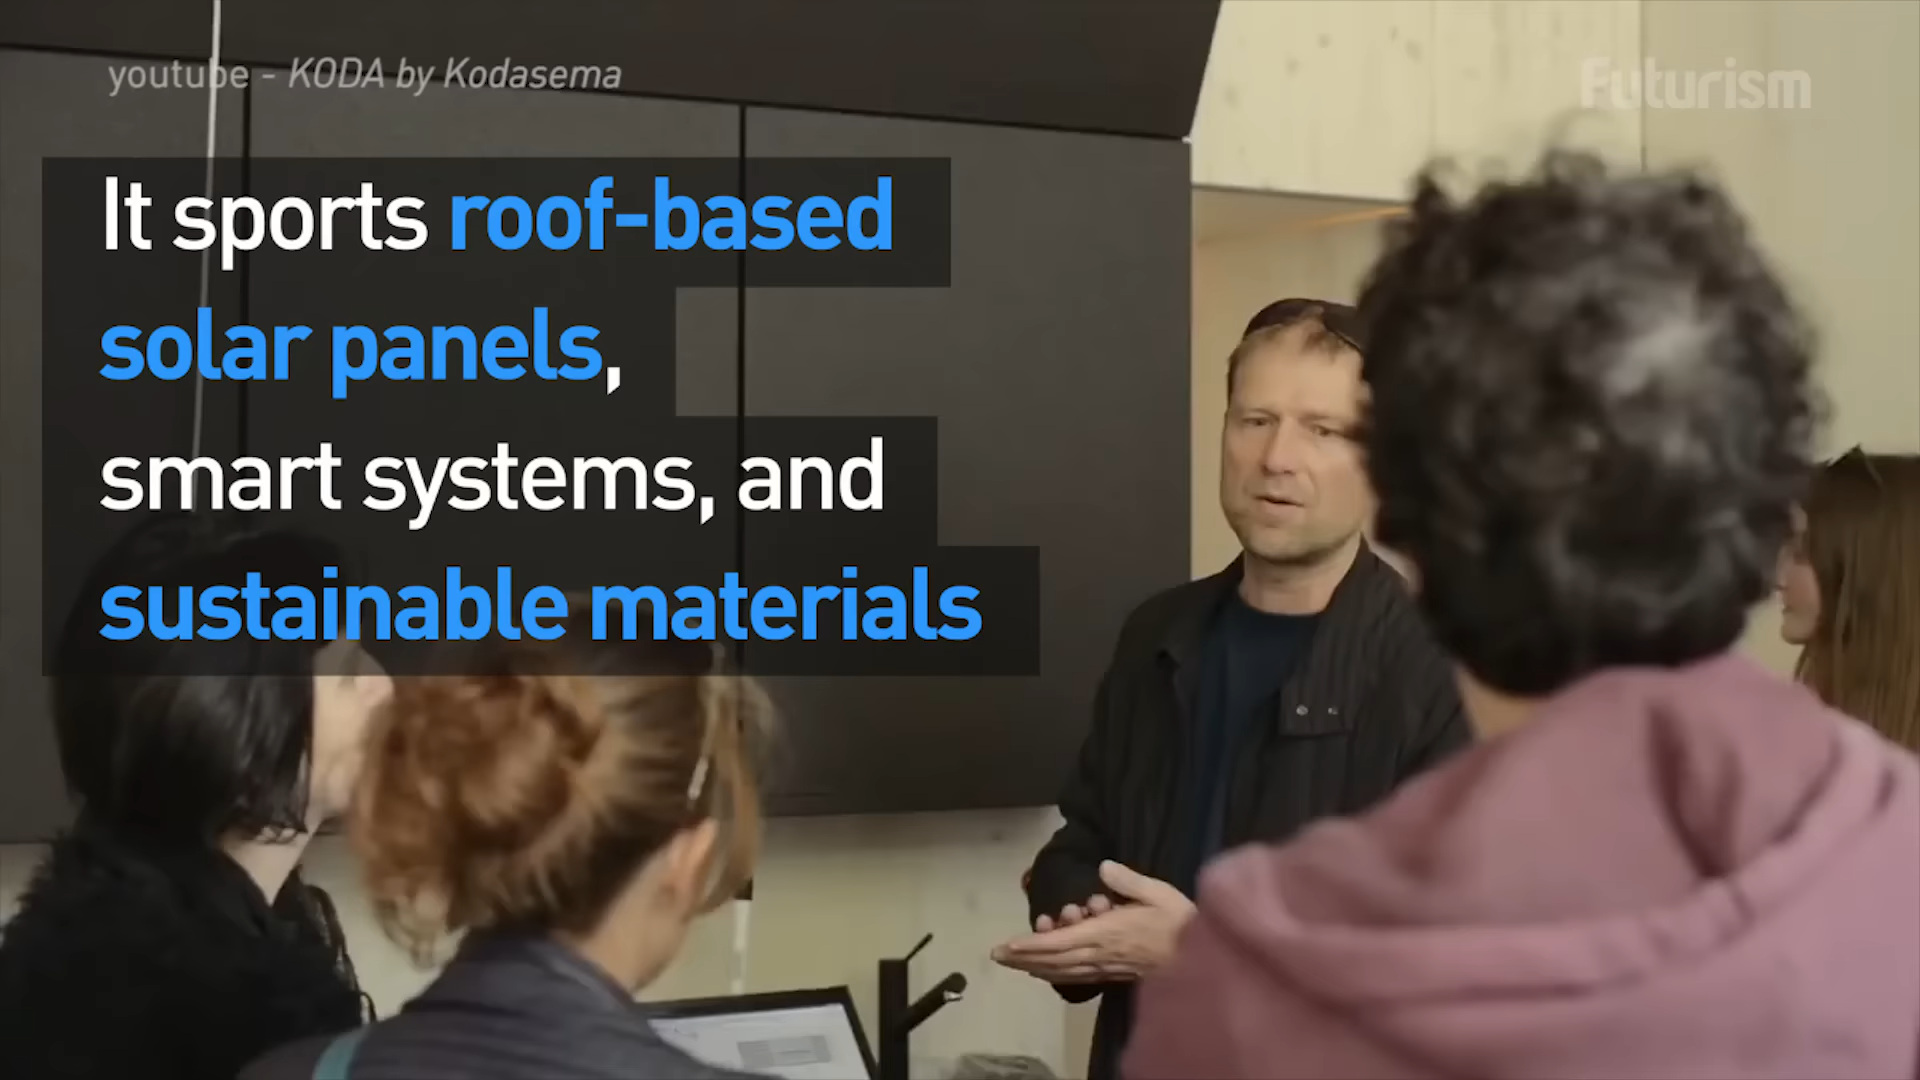 youtube - KODA by Kodasema
Futurism
It sports roof-based
solar panels,
smart systems, and
sustainable materials